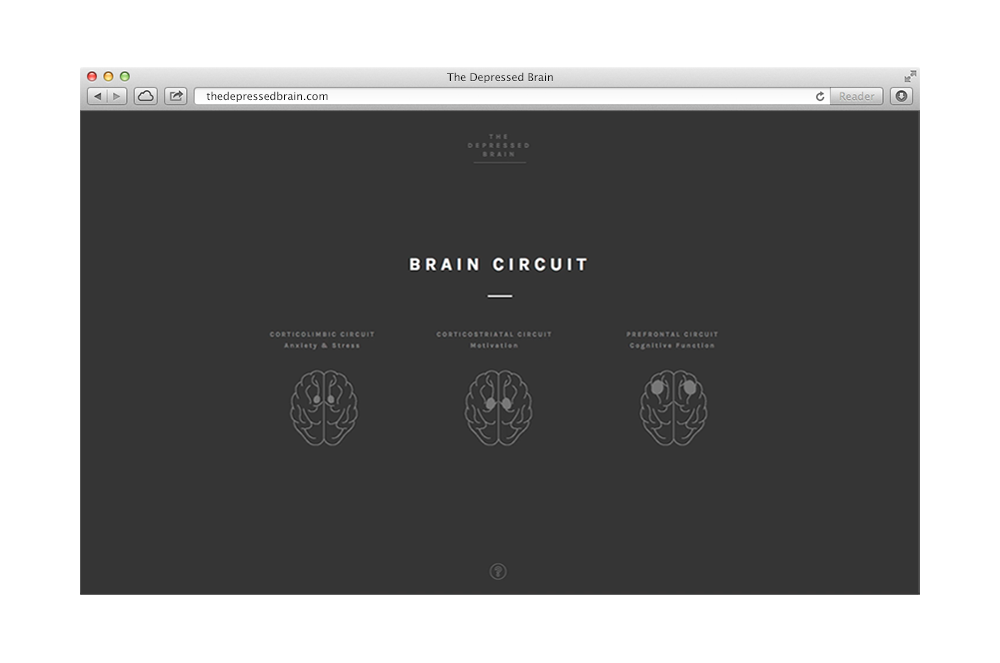 The Depressed Brain
thedepressedbrain.com
Reader
THE
DEPRESSED
BRAIN
BRAIN CIRCUIT
CORTICOLIMBIC CIRCUIT
Anxiety & Stress
CORTICOSTRIATAL CIRCUIT
Motivation
PREFRONTAL CIRCUIT
Cognitive Function
?